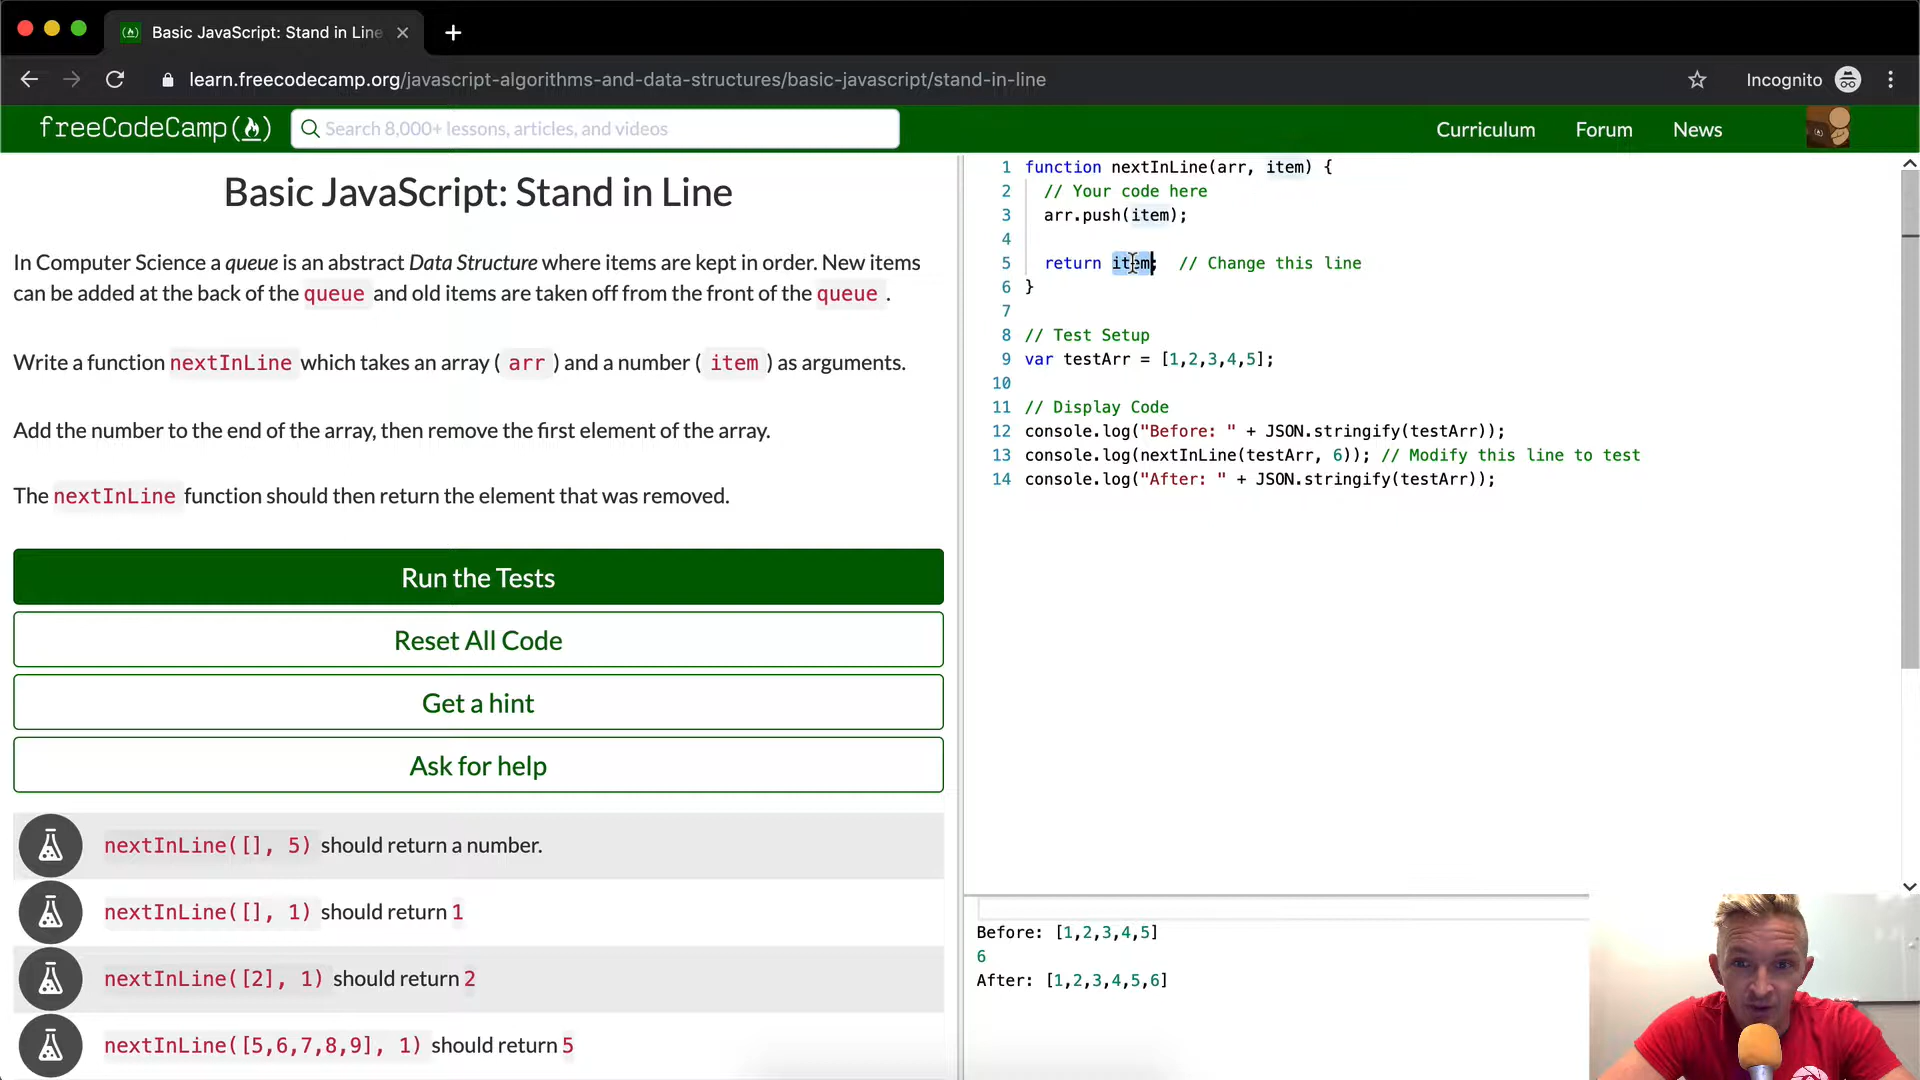 Basic JavaScript: Stand in Line
learn.freecodecamp.org/javascript-algorithms-and-data-structures/basic-javascript/stand-in-line
Incognito
freeCodeCamp
Search 8,000+ lessons, articles, and videos
Curriculum
Forum
News
Basic JavaScript: Stand in Line
In Computer Science a queue is an abstract Data Structure where items are kept in order. New items
can be added at the back of the queue and old items are taken off from the front of the queue .
Write a function nextInLine which takes an array ( arr ) and a number ( item ) as arguments.
Add the number to the end of the array, then remove the first element of the array.
The nextInLine function should then return the element that was removed.
Run the Tests
Reset All Code
Get a hint
Ask for help
nextInLine([], 5) should return a number.
nextInLine([], 1) should return 1
nextInLine([2], 1) should return 2
nextInLine([5,6,7,8,9], 1) should return 5
1 function nextInLine(arr, item) {
2 // Your code here
3 arr.push(item);
4
5 return item; // Change this line
6 }
7
8 // Test Setup
9 var testArr = [1,2,3,4,5];
10
11 // Display Code
12 console.log("Before: " + JSON.stringify(testArr));
13 console.log(nextInLine(testArr, 6)); // Modify this line to test
14 console.log("After: " + JSON.stringify(testArr));
Before: [1,2,3,4,5]
6
After: [1,2,3,4,5,6]